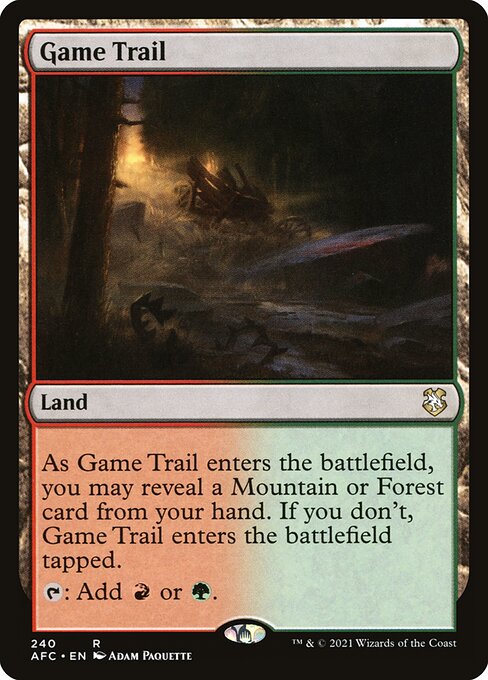 Game Trail
Land
As Game Trail enters the battlefield,
you may reveal a Mountain or Forest
card from your hand. If you don't,
Game Trail enters the battlefield
tapped.
: Add or .
240 R
AFC • EN Adam Paquette
™ & © 2021 Wizards of the Coast